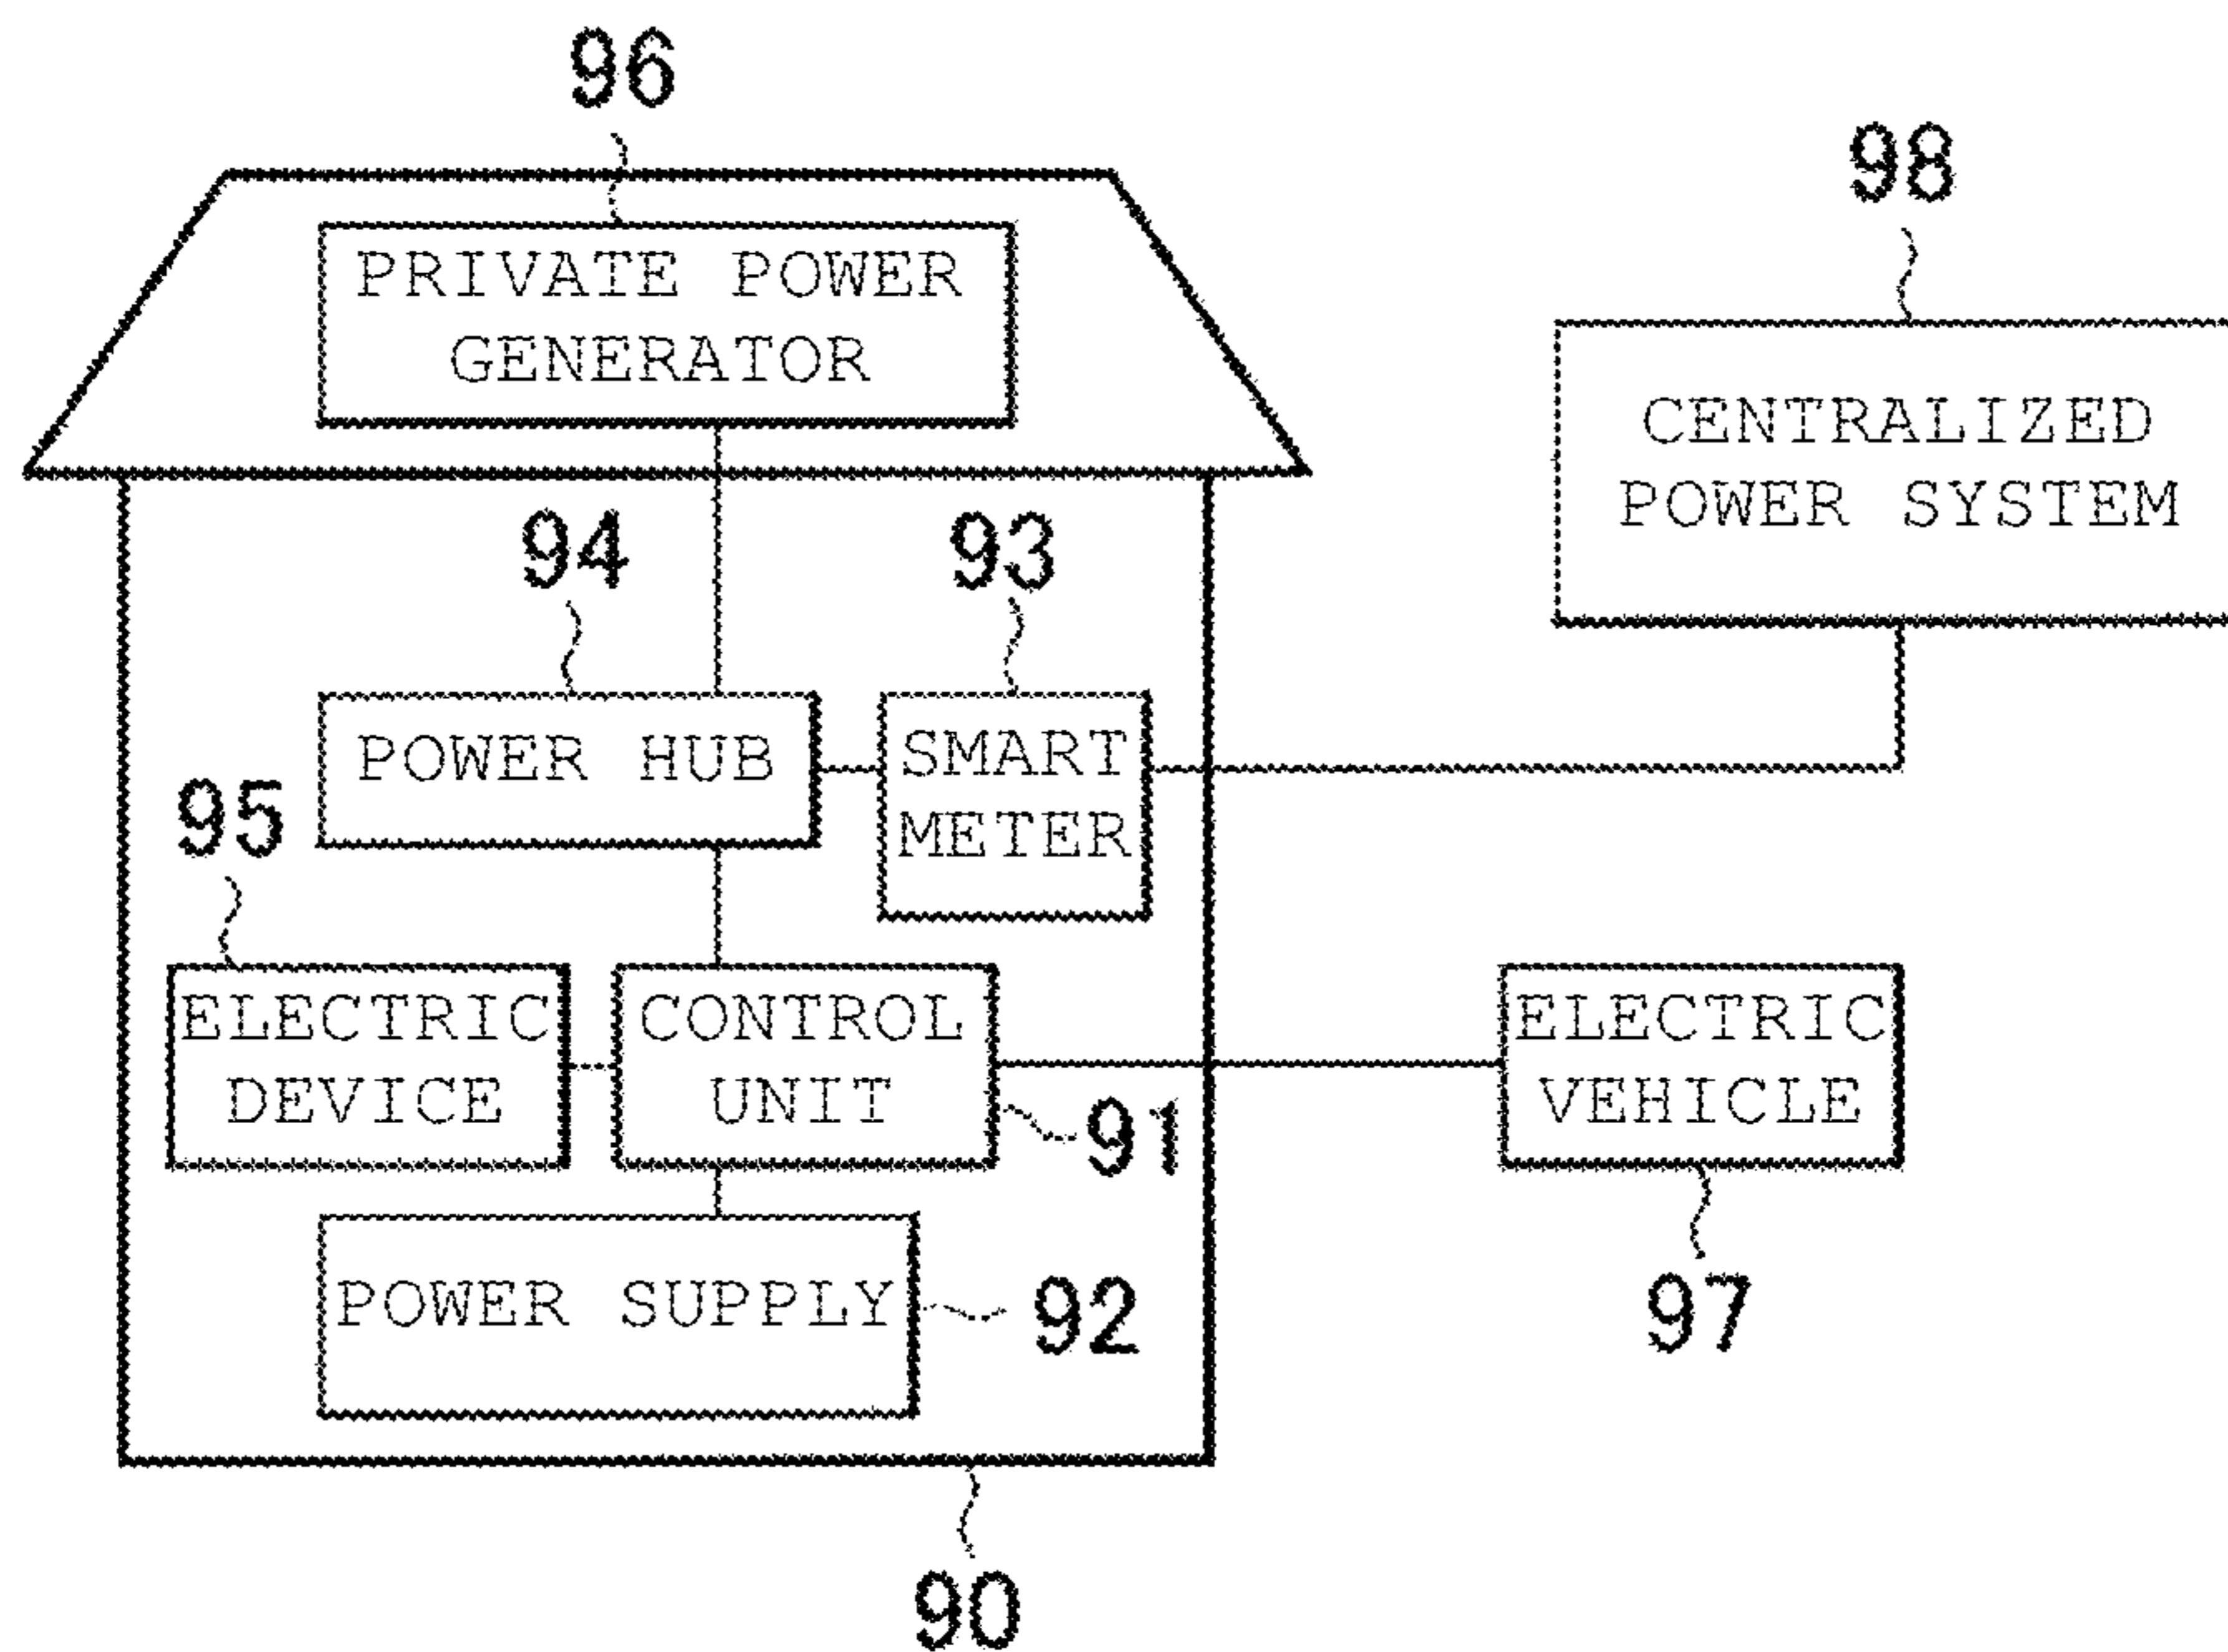 96
98
PRIVATE POWER
GENERATOR
CENTRALIZED
POWER SYSTEM
94
93
POWER HUB
SMART
METER
95
ELECTRIC
DEVICE
CONTROL
UNIT
91
ELECTRIC
VEHICLE
POWER SUPPLY
92
97
90